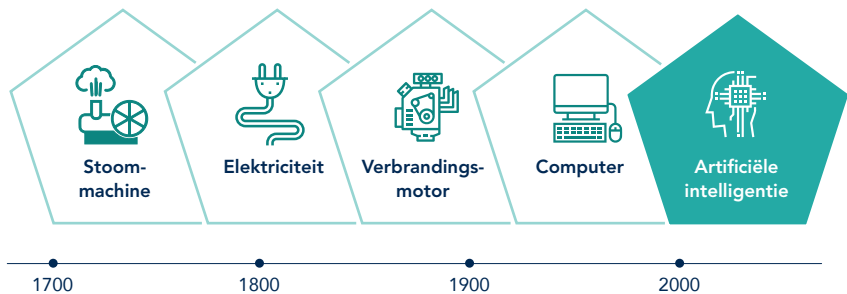 Stoom-
machine
Elektriciteit
Verbrandings-
motor
Computer
Artificiële
intelligentie
1700
1800
1900
2000